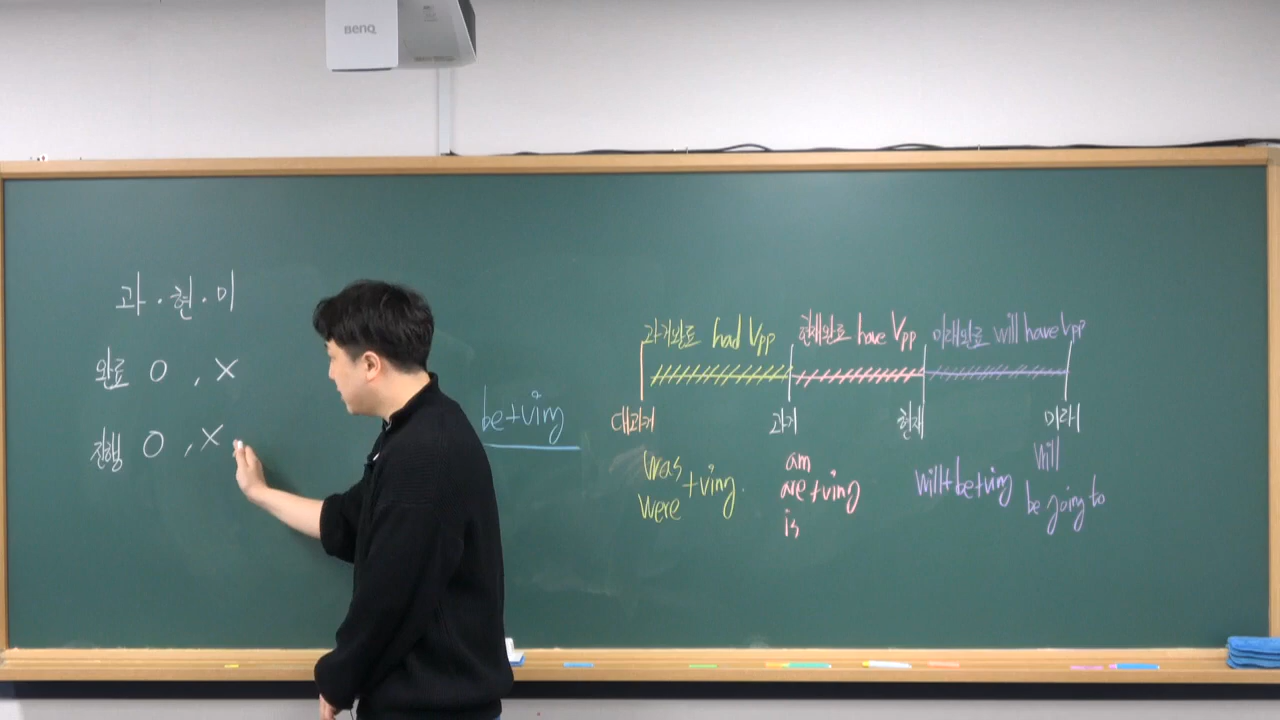 BenQ
과·현·미
완료 O, X
진행 O, X
be+ving
과거완료 had Vpp 현재완료 have Vpp 미래완료 will have Vpp
대과거 과거 현재 미래
was
were
+ving.
am
are +ving
is
will+be+ving
will
be going to